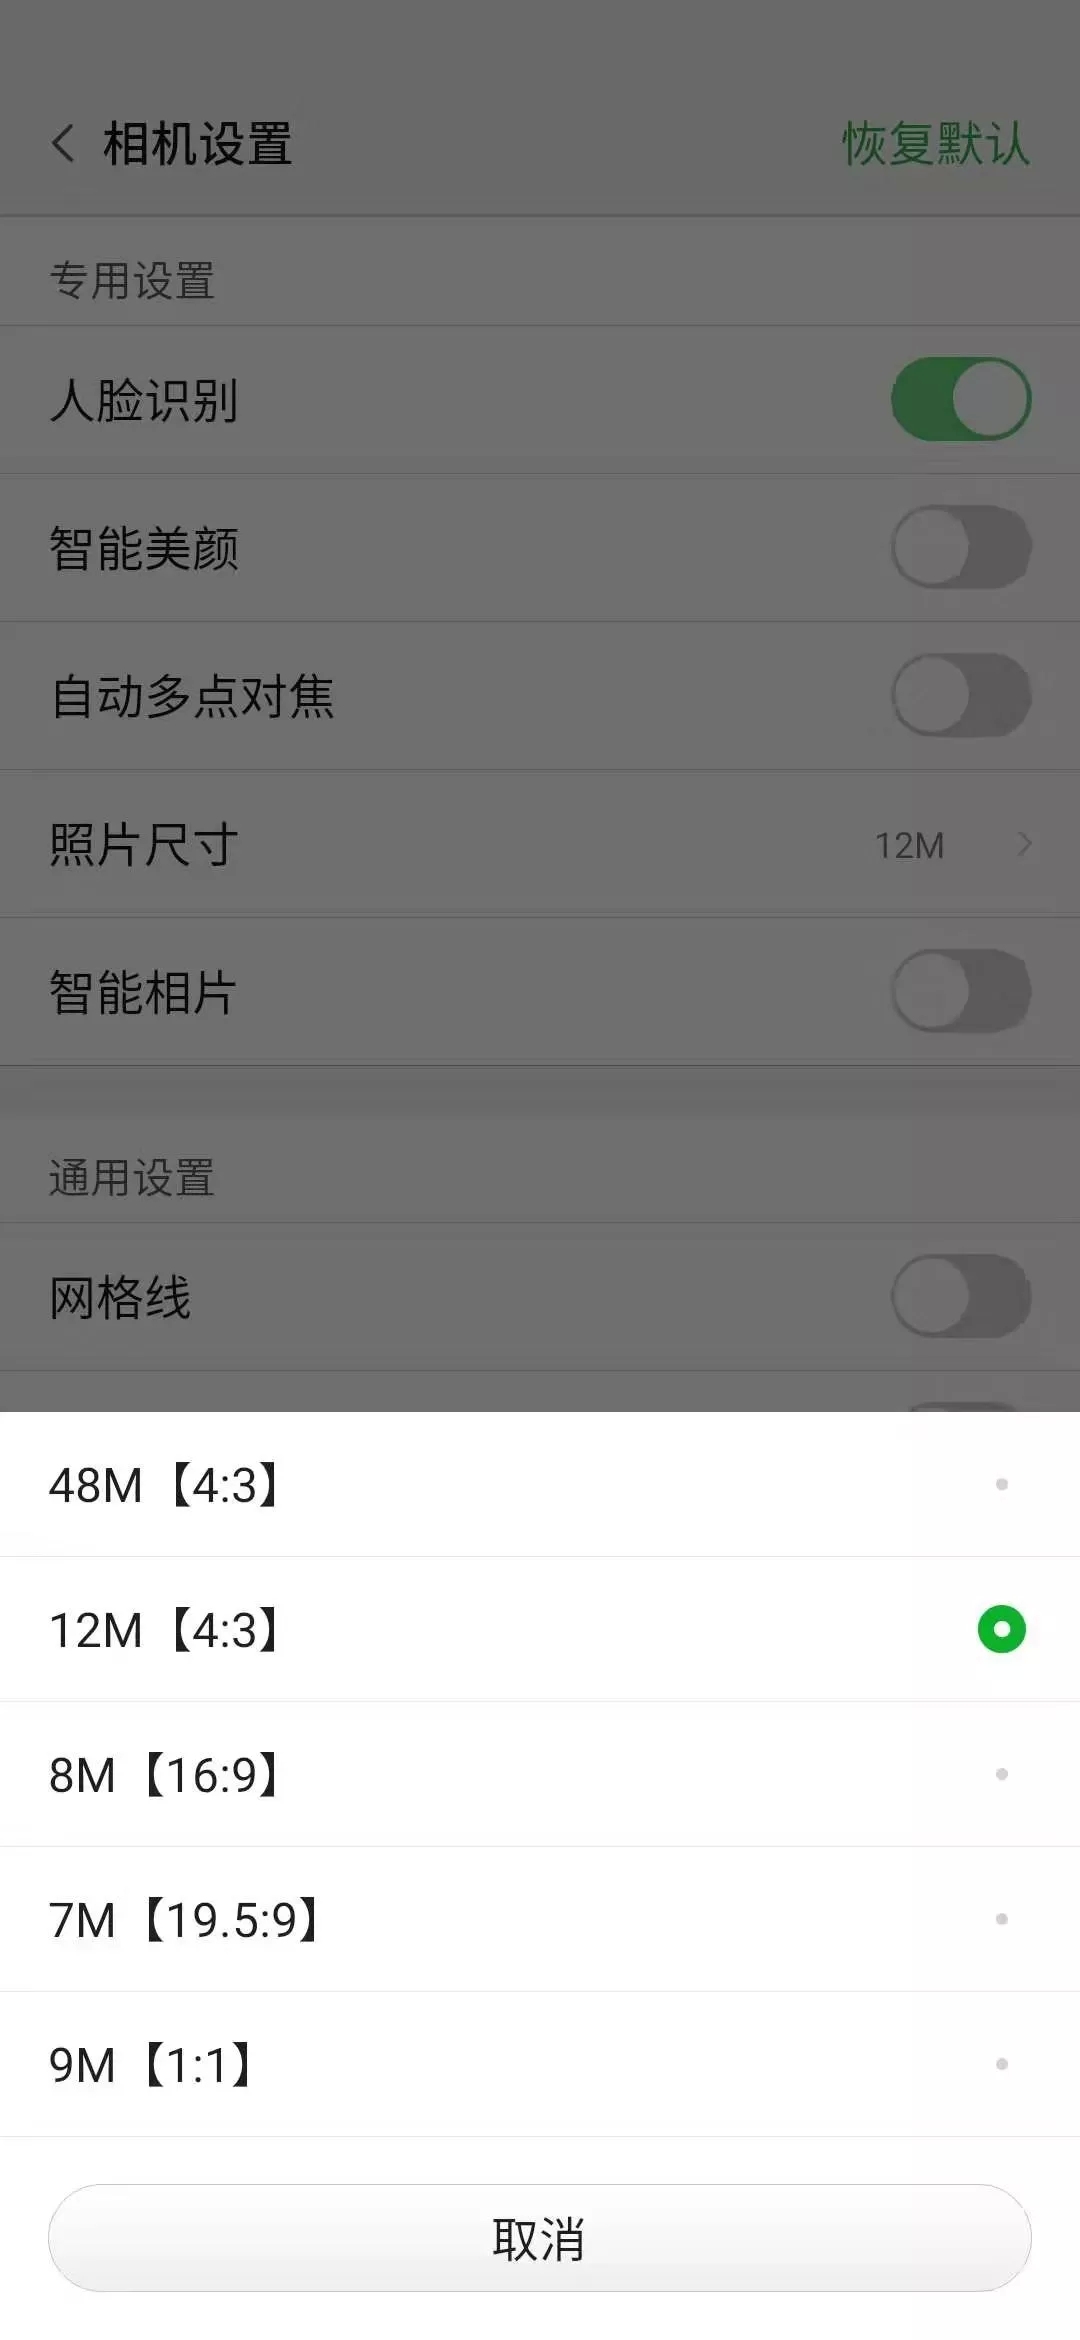 相机设置 恢复默认
专用设置
人脸识别
智能美颜
自动多点对焦
照片尺寸 12M
智能相片
通用设置
网格线
48M【4:3】
12M【4:3】
8M【16:9】
7M【19.5:9】
9M【1:1】
取消